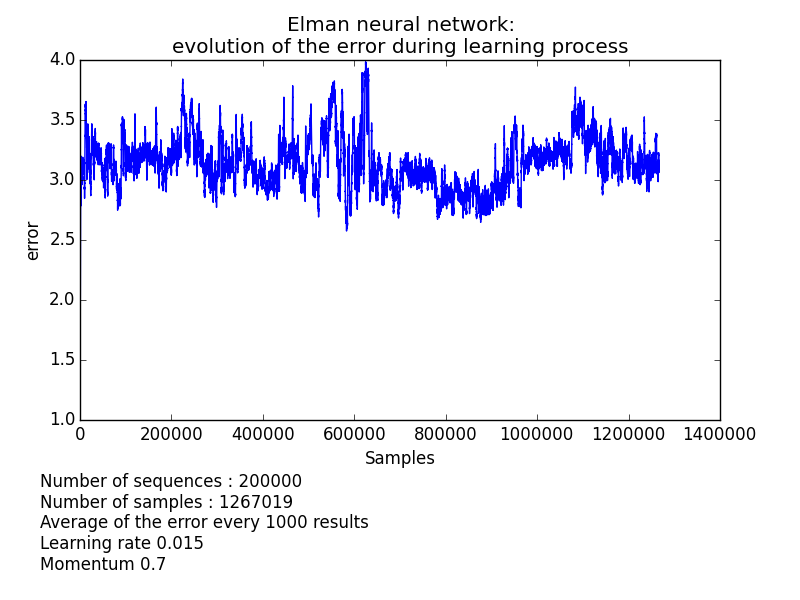 Elman neural network:
evolution of the error during learning process
4.0
3.5
3.0
2.5
2.0
1.5
1.0
error
0 200000 400000 600000 800000 1000000 1200000 1400000
Samples
Number of sequences : 200000
Number of samples : 1267019
Average of the error every 1000 results
Learning rate 0.015
Momentum 0.7